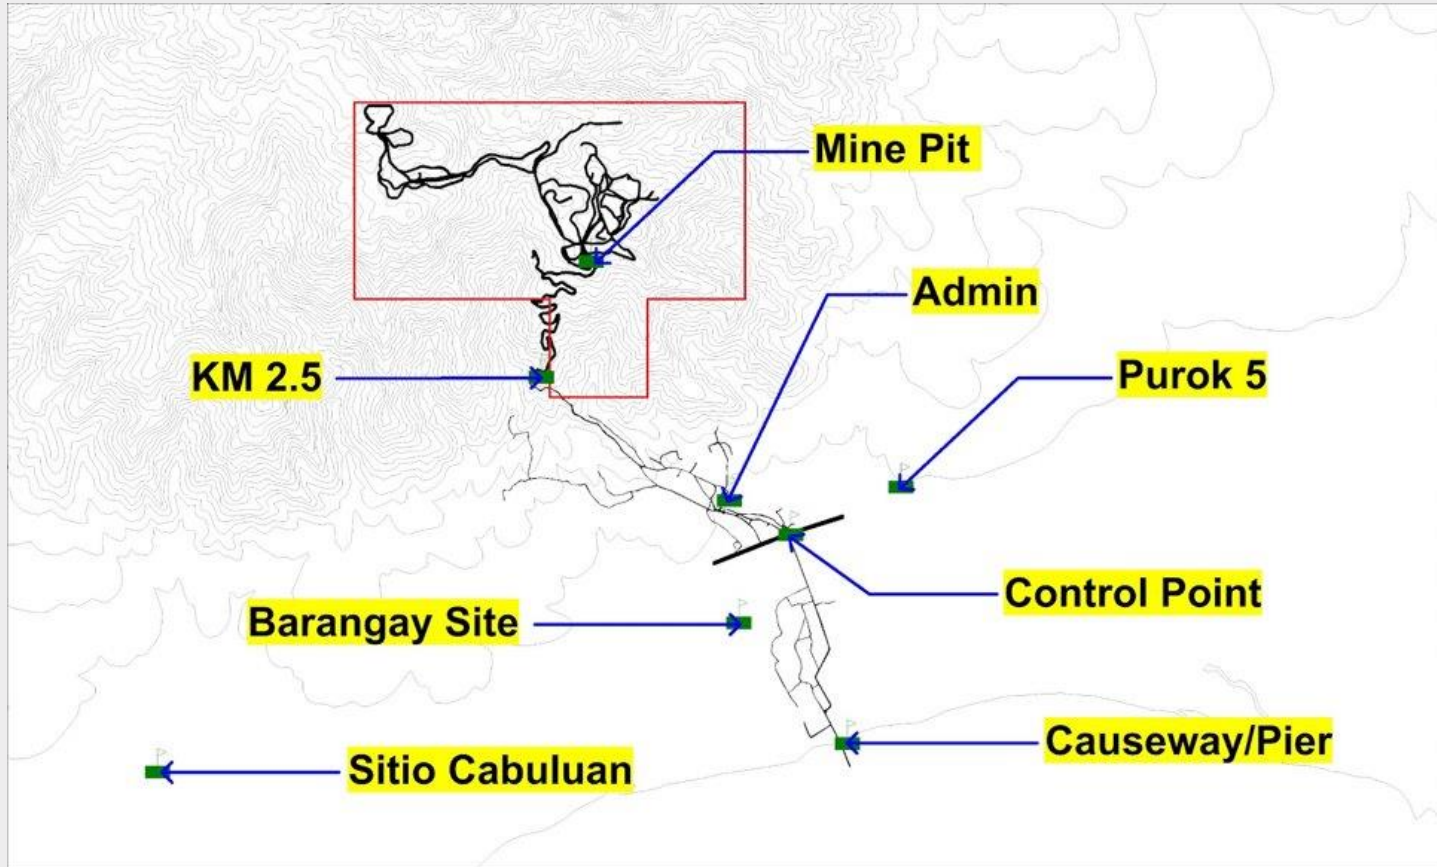 Mine Pit
Admin
KM 2.5
Purok 5
Control Point
Barangay Site
Causeway/Pier
Sitio Cabuluan